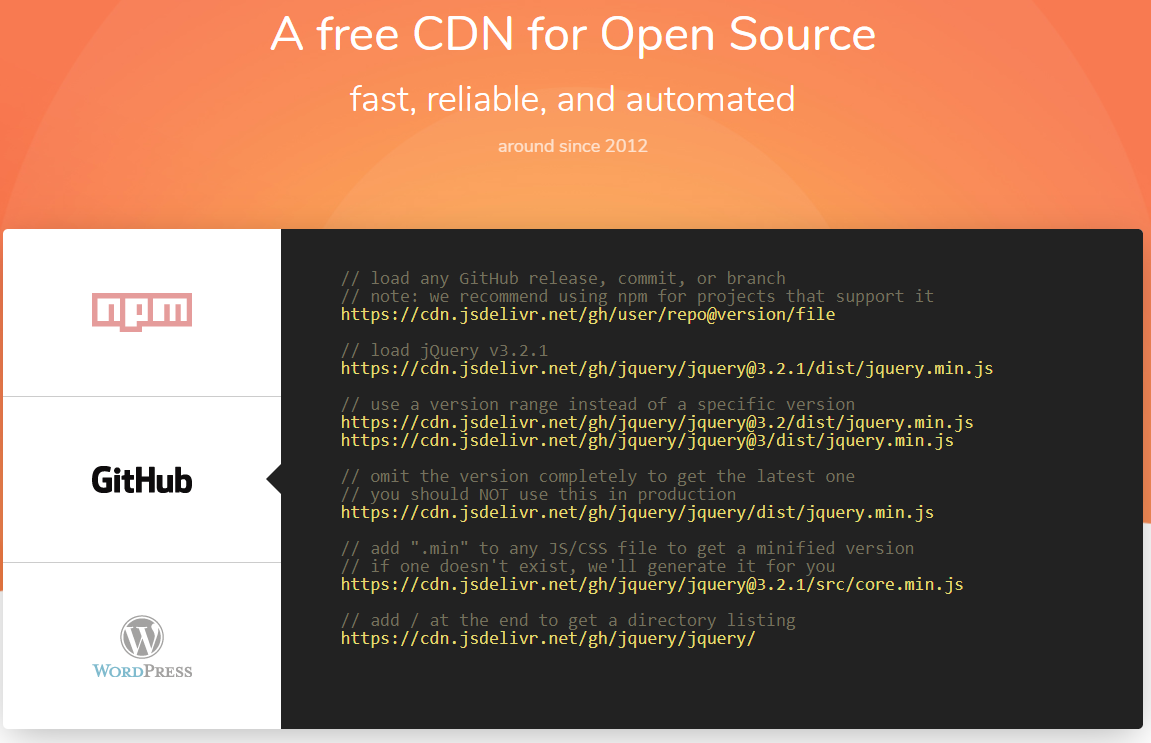 A free CDN for Open Source
fast, reliable, and automated
around since 2012
npm
GitHub
WORDPRESS
// load any GitHub release, commit, or branch
// note: we recommend using npm for projects that support it
https://cdn.jsdelivr.net/gh/user/repo@version/file
// load jQuery v3.2.1
https://cdn.jsdelivr.net/gh/jquery/jquery@3.2.1/dist/jquery.min.js
// use a version range instead of a specific version
https://cdn.jsdelivr.net/gh/jquery/jquery@3.2/dist/jquery.min.js
https://cdn.jsdelivr.net/gh/jquery/jquery@3/dist/jquery.min.js
// omit the version completely to get the latest one
// you should NOT use this in production
https://cdn.jsdelivr.net/gh/jquery/jquery/dist/jquery.min.js
// add ".min" to any JS/CSS file to get a minified version
// if one doesn't exist, we'll generate it for you
https://cdn.jsdelivr.net/gh/jquery/jquery@3.2.1/src/core.min.js
// add / at the end to get a directory listing
https://cdn.jsdelivr.net/gh/jquery/jquery/